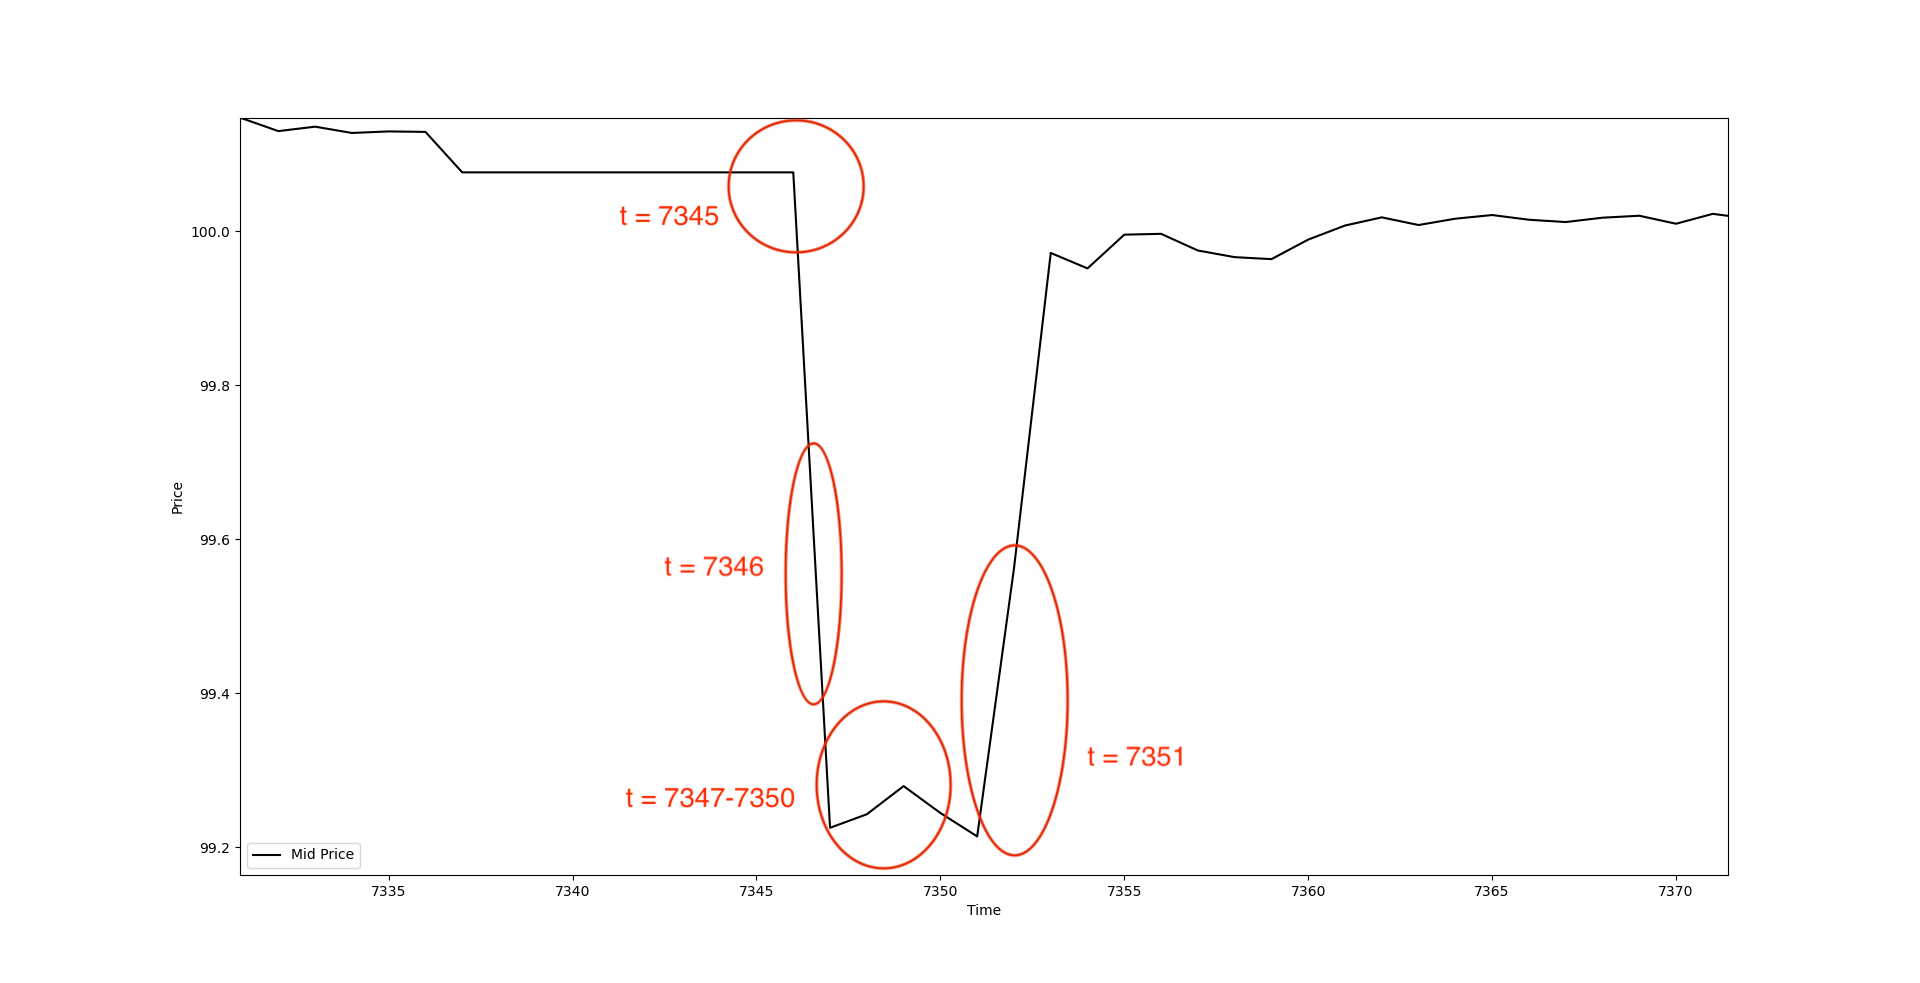 t = 7345
100.0
99.8
Price
99.6
t = 7346
99.4
t = 7351
t = 7347-7350
99.2
Mid Price
7335 7340 7345 7350 7355 7360 7365 7370
Time